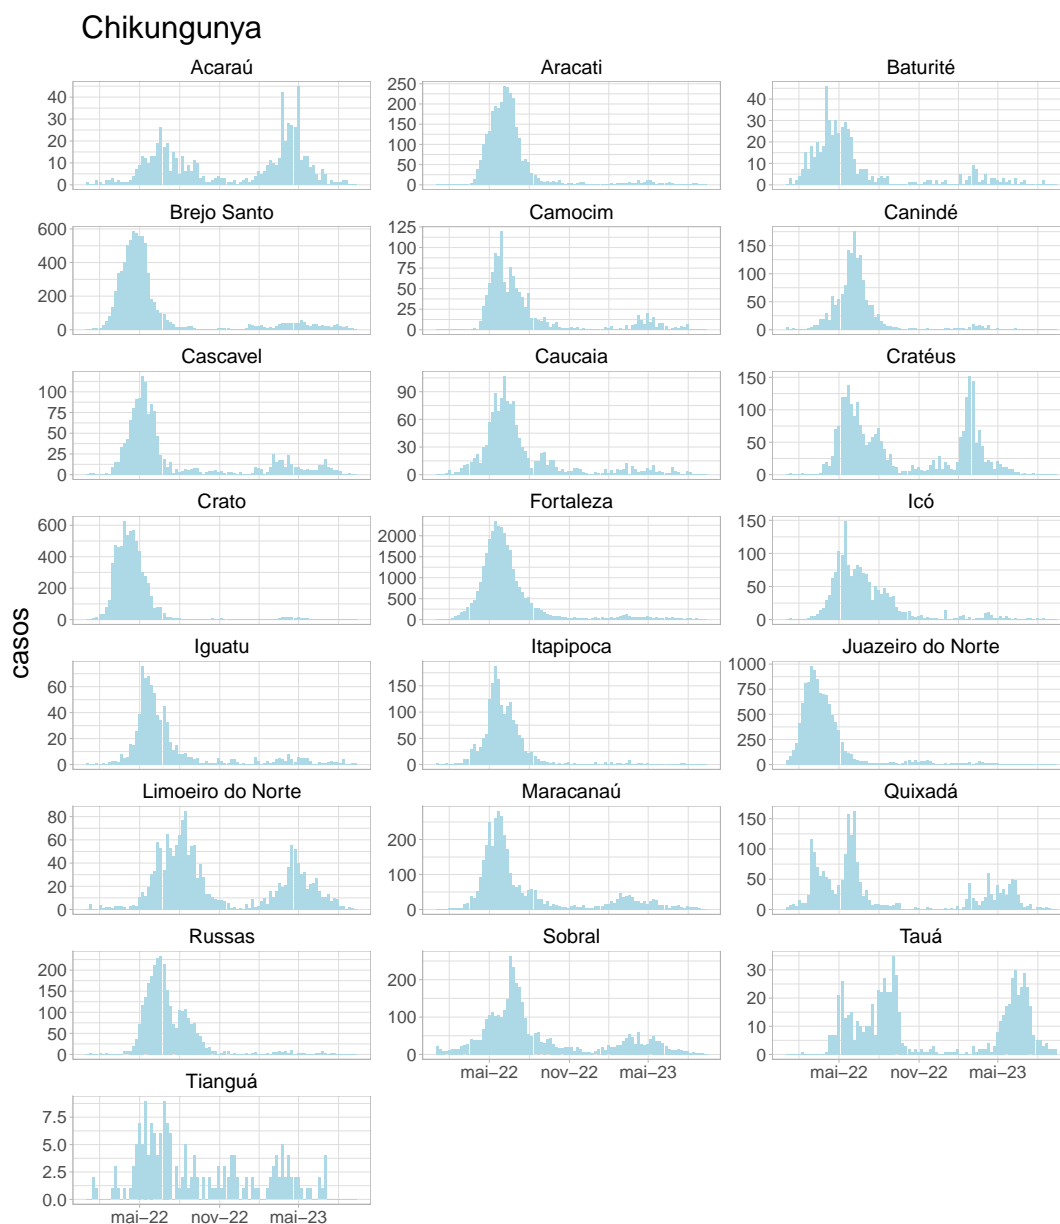 Chikungunya
Acaraú Aracati Baturité
40 30 20 10 0
250 200 150 100 50 0
40 30 20 10 0
Brejo Santo Camocim Canindé
600 400 200 0
125 100 75 50 25 0
150 100 50 0
Cascavel Caucaia Cratéus
100 75 50 25 0
90 60 30 0
150 100 50 0
Crato Fortaleza Icó
600 400 200 0
2000 1500 1000 500 0
150 100 50 0
casos
Iguatu Itapipoca Juazeiro do Norte
60 40 20 0
150 100 50 0
1000 750 500 250 0
Limoeiro do Norte Maracanaú Quixadá
80 60 40 20 0
200 100 0
150 100 50 0
Russas Sobral Tauá
200 150 100 50 0
200 100 0
30 20 10 0
mai–22 nov–22 mai–23 mai–22 nov–22 mai–23
Tianguá
7.5 5.0 2.5 0.0
mai–22 nov–22 mai–23